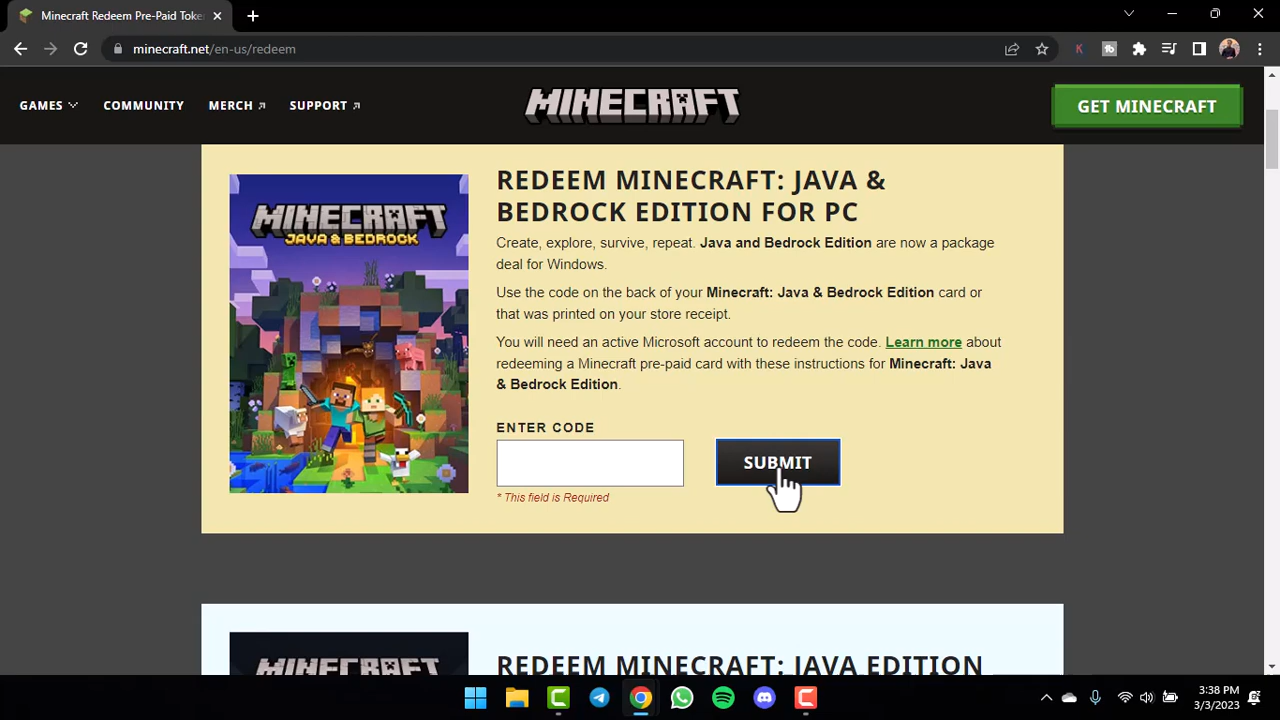 Minecraft Redeem Pre-Paid Toke
minecraft.net/en-us/redeem
K
GAMES
COMMUNITY
MERCH
SUPPORT
MINECRAFT
GET MINECRAFT
MINECRAFT
JAVA & BEDROCK
REDEEM MINECRAFT: JAVA &
BEDROCK EDITION FOR PC
Create, explore, survive, repeat. Java and Bedrock Edition are now a package
deal for Windows.
Use the code on the back of your Minecraft: Java & Bedrock Edition card or
that was printed on your store receipt.
You will need an active Microsoft account to redeem the code. Learn more about
redeeming a Minecraft pre-paid card with these instructions for Minecraft: Java
& Bedrock Edition.
ENTER CODE
SUBMIT
* This field is Required
MINECRAFT
REDEEM MINECRAFT: JAVA EDITION
3:38 PM
3/3/2023